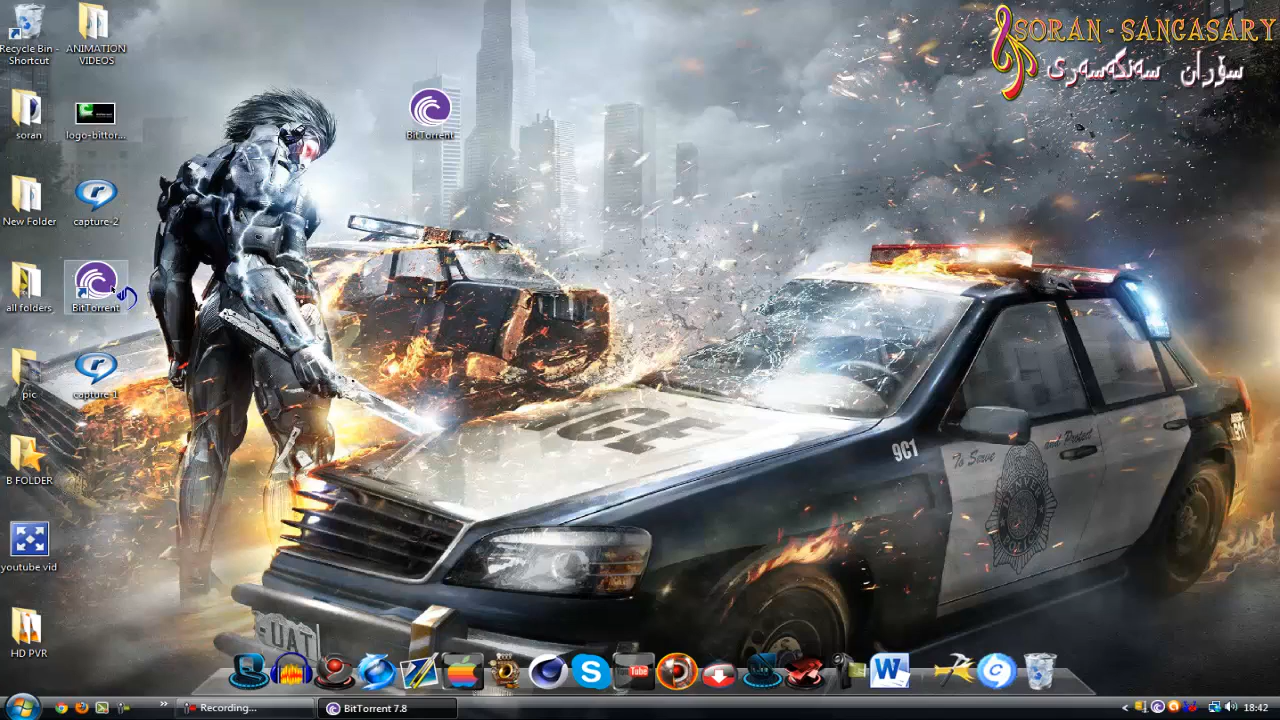 SORAN - SANGASARY
سۆران سەنگەسەری
Recycle Bin - Shortcut
ANIMATION VIDEOS
soran
logo-bittor...
BitTorrent
New Folder
capture-2
all folders
BitTorrent
pic
capture-1
B FOLDER
youtube vid
HD PVR
ICE
9C1
To Serve
and Protect
Tube
S
W
»
Recording...
BitTorrent 7.8
<
18:42